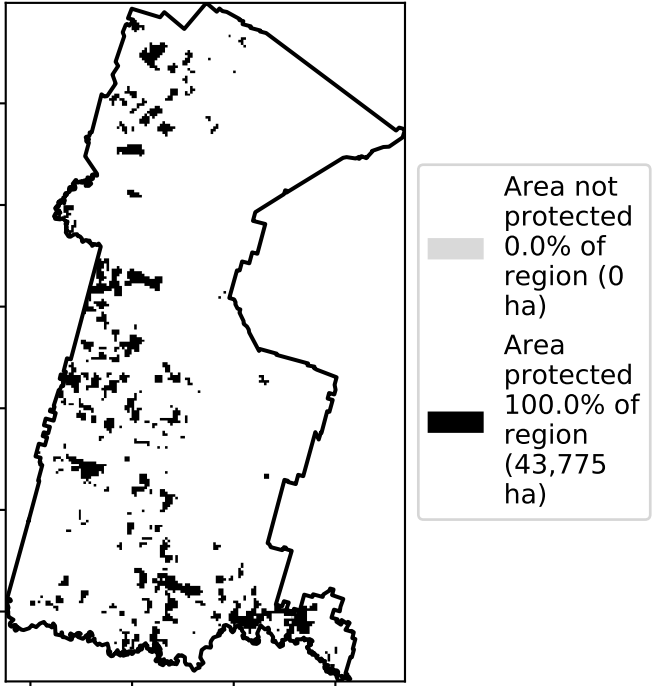 Area not
protected
0.0% of
region (0
ha)
Area
protected
100.0% of
region
(43,775
ha)